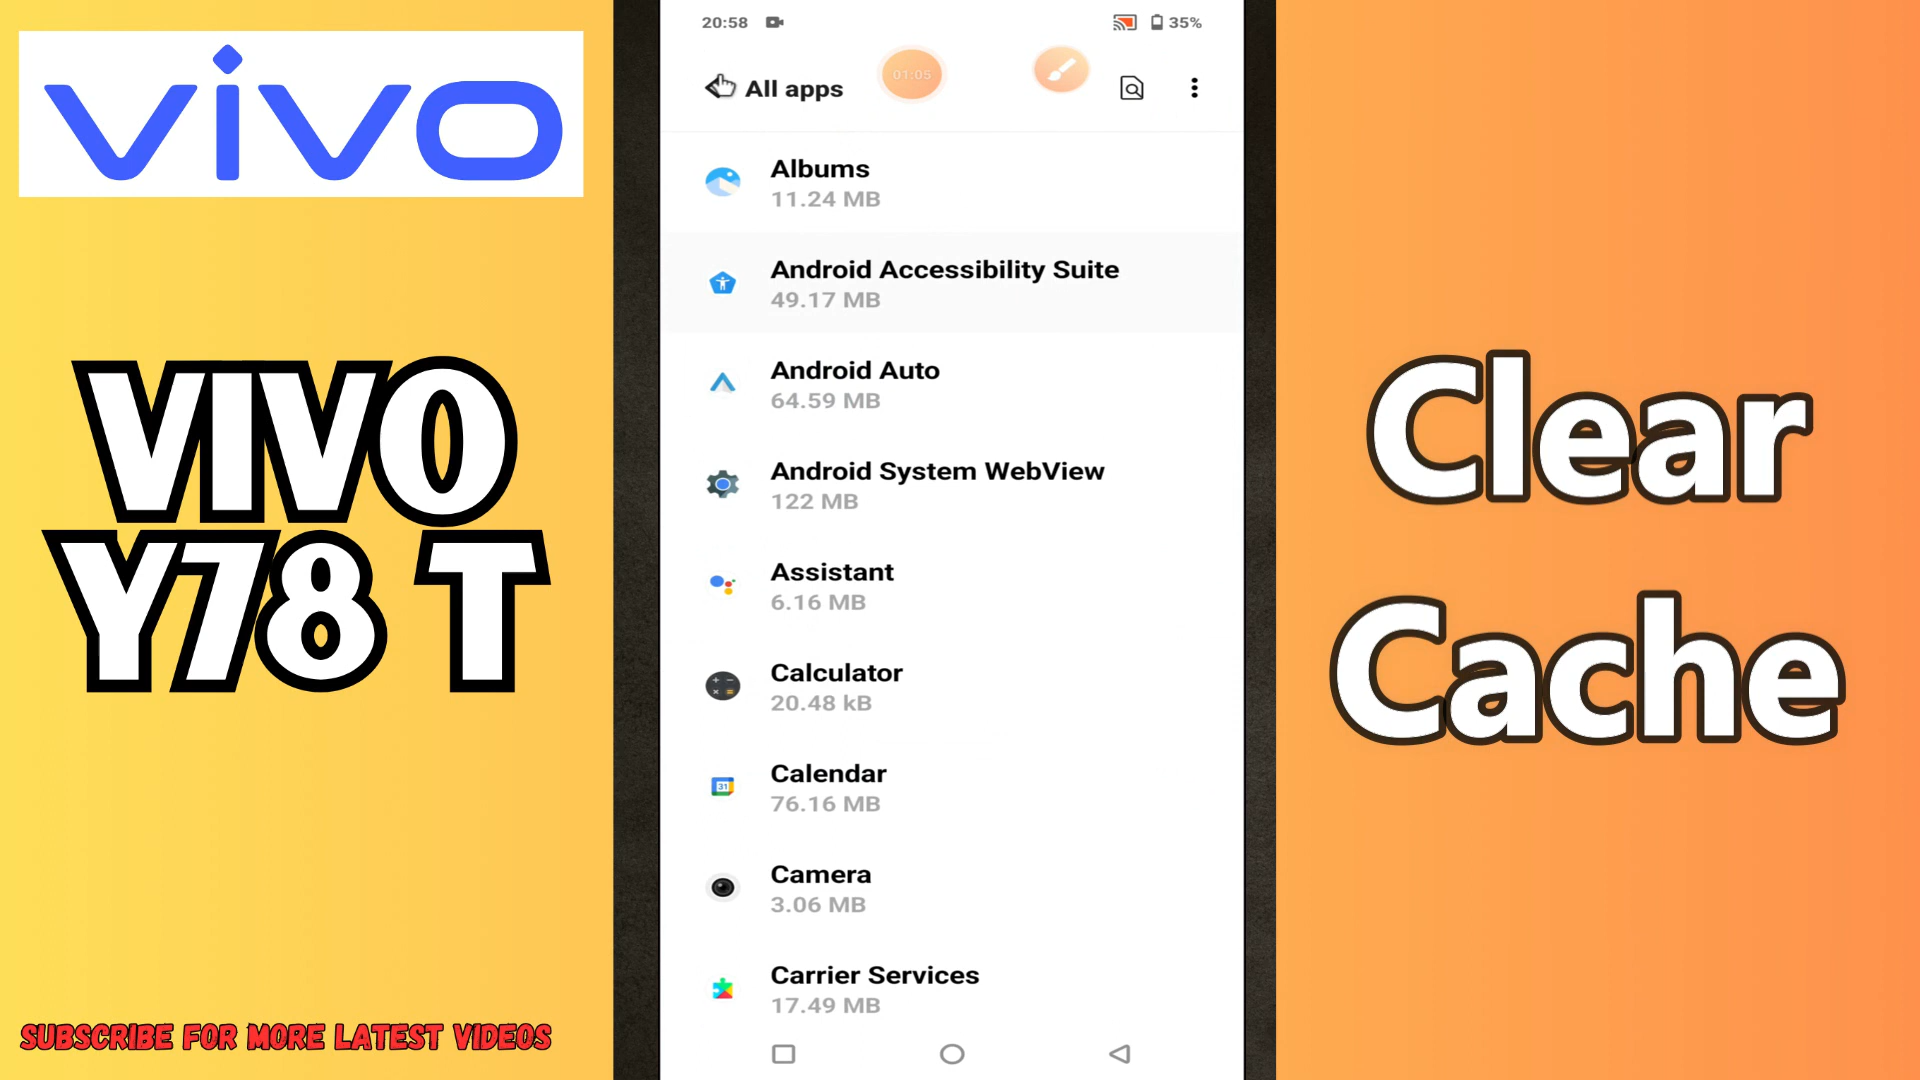 vivo
VIVO
Y78 T
SUBSCRIBE FOR MORE LATEST VIDEOS
20:58
35%
All apps
01:05
Albums
11.24 MB
Android Accessibility Suite
49.17 MB
Android Auto
64.59 MB
Android System WebView
122 MB
Assistant
6.16 MB
Calculator
20.48 kB
31
Calendar
76.16 MB
Camera
3.06 MB
Carrier Services
17.49 MB
Clear
Cache